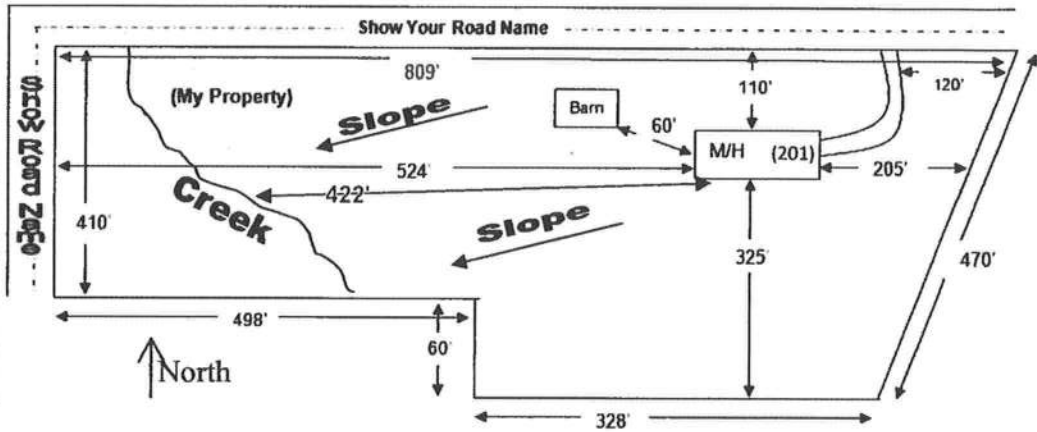 Show Your Road Name
Show Road Name
809'
(My Property)
110'
120'
Barn
Slope
60'
M/H (201)
524'
205'
422'
Creek
410'
Slope
325'
470'
498'
60'
North
328'